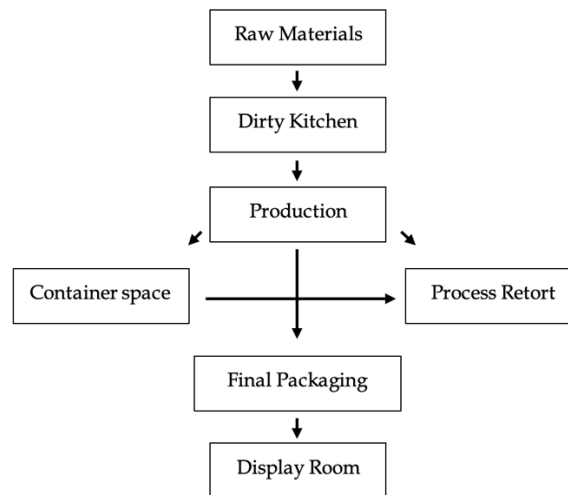 Raw Materials
Dirty Kitchen
Production
Container space
Process Retort
Final Packaging
Display Room